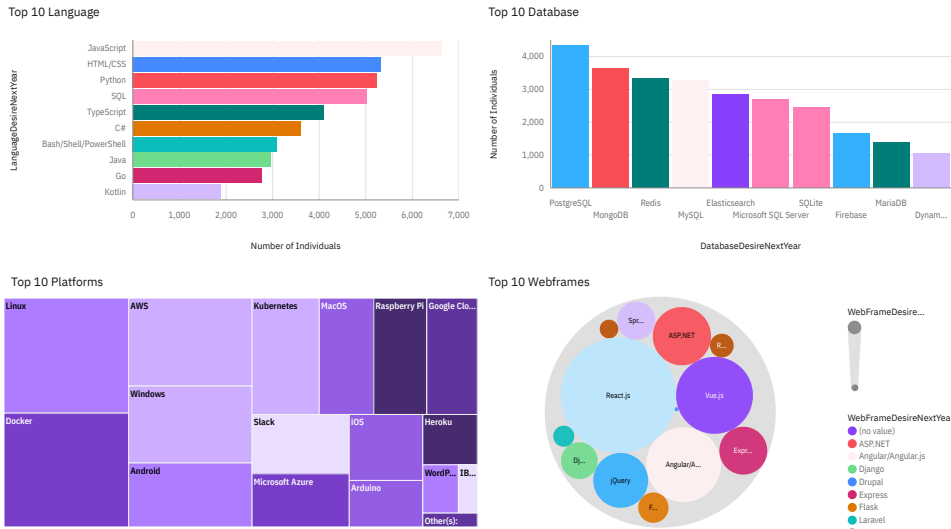 Top 10 Language
LanguageDesireNextYear
JavaScript
HTML/CSS
Python
SQL
TypeScript
C#
Bash/Shell/PowerShell
Java
Go
Kotlin
0 1,000 2,000 3,000 4,000 5,000 6,000 7,000
Number of Individuals
Top 10 Database
Number of Individuals
4,000
3,000
2,000
1,000
0
PostgreSQL Redis Elasticsearch SQLite MariaDB
MongoDB MySQL Microsoft SQL Server Firebase Dynam...
DatabaseDesireNextYear
Top 10 Platforms
Linux AWS Kubernetes MacOS Raspberry Pi Google Clo...
Windows
Docker Slack iOS Heroku
Android WordP... IB...
Microsoft Azure Arduino
Other(s):
Top 10 Webframes
Spr...
ASP.NET
R...
React.js
Vue.js
Expr...
Dj...
Angular/A...
jQuery
F...
WebFrameDesire...
WebFrameDesireNextYea
(no value)
ASP.NET
Angular/Angular.js
Django
Drupal
Express
Flask
Laravel